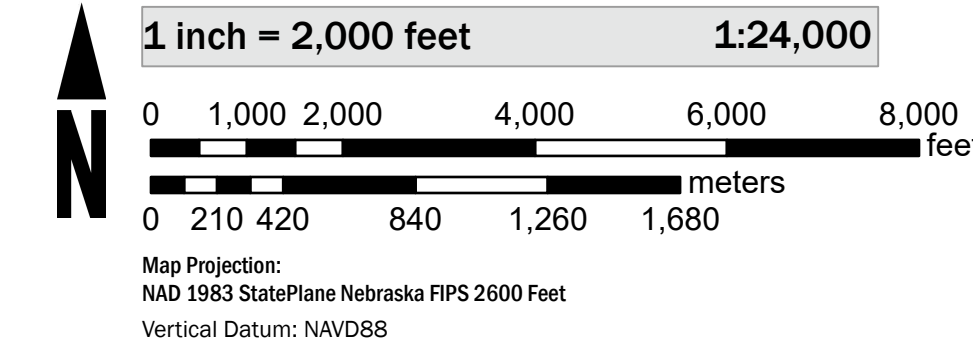 1 inch = 2,000 feet 1:24,000
0 1,000 2,000 4,000 6,000 8,000
feet
meters
0 210 420 840 1,260 1,680
N
Map Projection:
NAD 1983 StatePlane Nebraska FIPS 2600 Feet
Vertical Datum: NAVD88